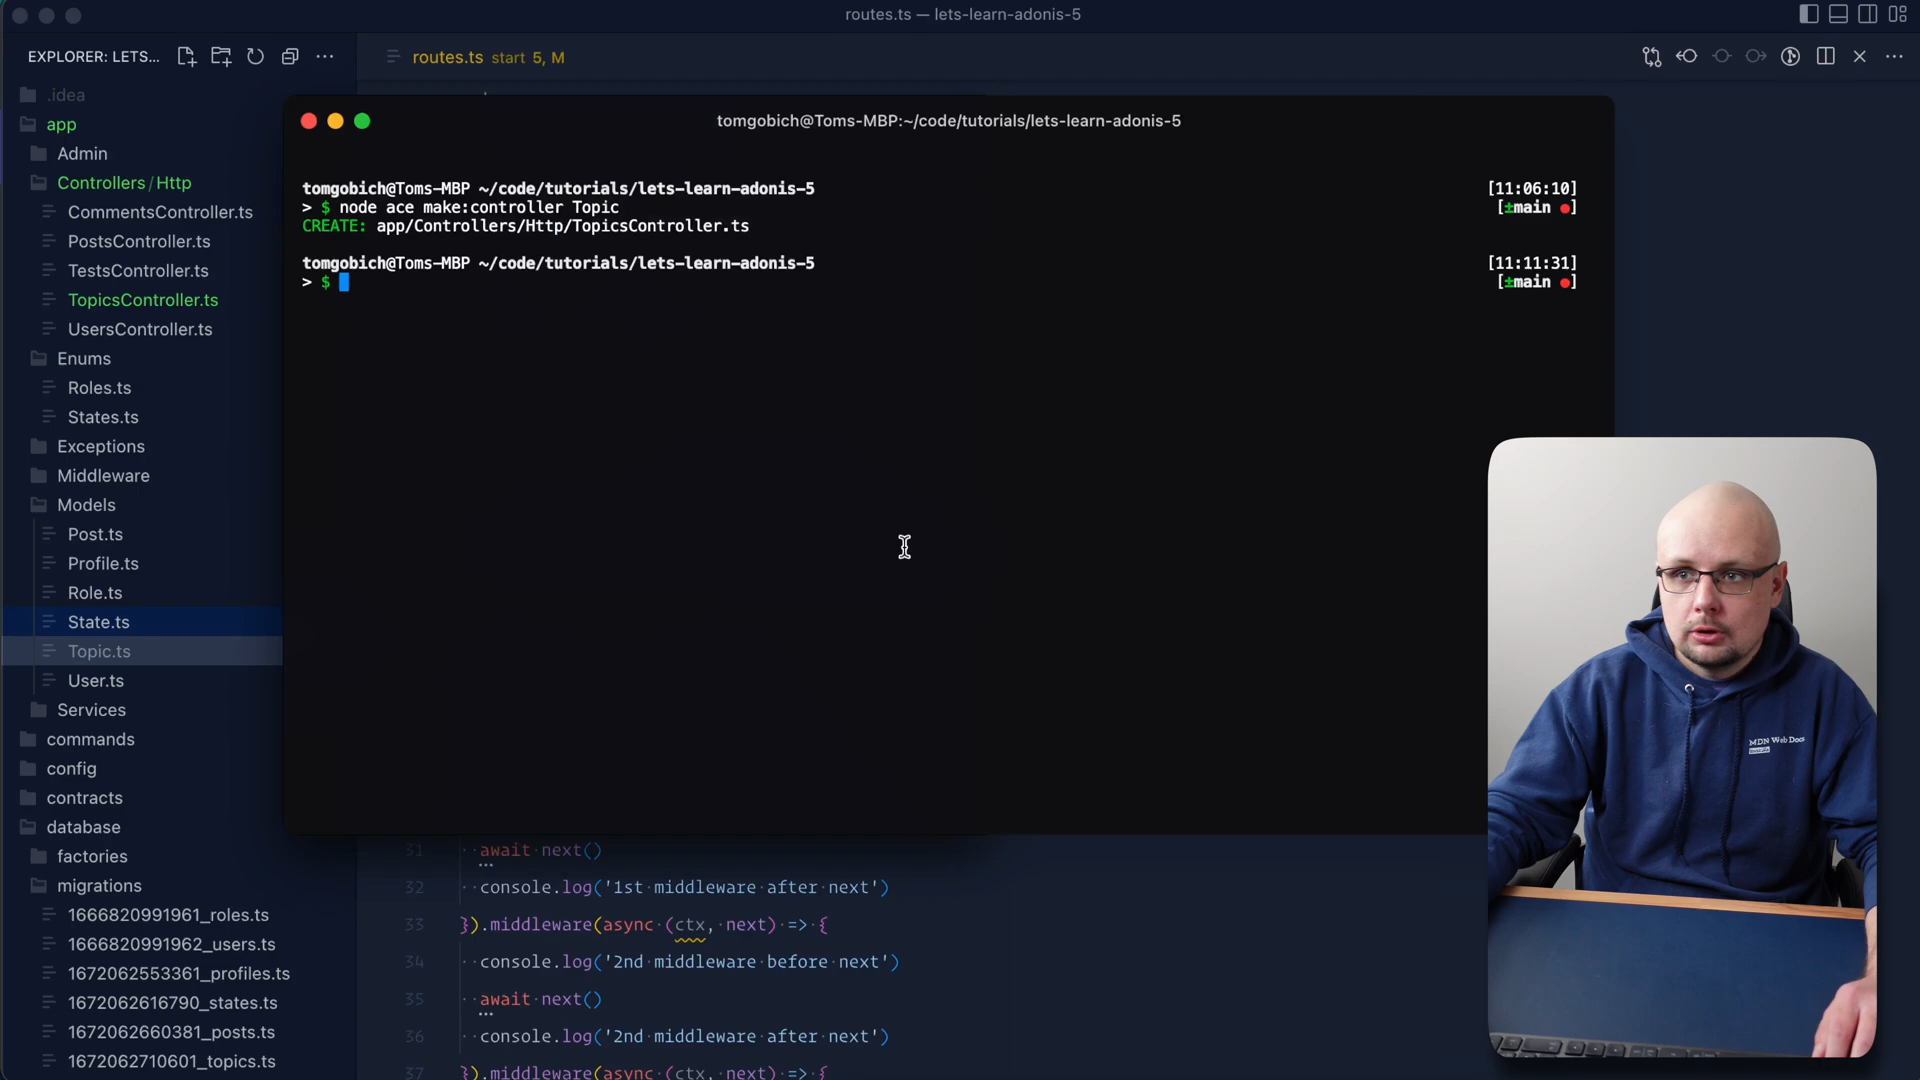 routes.ts — lets-learn-adonis-5
EXPLORER: LETS...
routes.ts start 5, M
.idea
app
Admin
Controllers / Http
CommentsController.ts
PostsController.ts
TestsController.ts
TopicsController.ts
UsersController.ts
Enums
Roles.ts
States.ts
Exceptions
Middleware
Models
Post.ts
Profile.ts
Role.ts
State.ts
Topic.ts
User.ts
Services
commands
config
contracts
database
factories
migrations
1666820991961_roles.ts
1666820991962_users.ts
1672062553361_profiles.ts
1672062616790_states.ts
1672062660381_posts.ts
1672062710601_topics.ts
tomgobich@Toms-MBP:~/code/tutorials/lets-learn-adonis-5
tomgobich@Toms-MBP ~/code/tutorials/lets-learn-adonis-5 [11:06:10]
> $ node ace make:controller Topic [±main ●]
CREATE: app/Controllers/Http/TopicsController.ts
tomgobich@Toms-MBP ~/code/tutorials/lets-learn-adonis-5 [11:11:31]
> $ [±main ●]
31 await next()
32 console.log('1st middleware after next')
33 }).middleware(async (ctx, next) => {
34 console.log('2nd middleware before next')
35 await next()
36 console.log('2nd middleware after next')
37 }).middleware(async (ctx, next) => {
MDN Web Docs